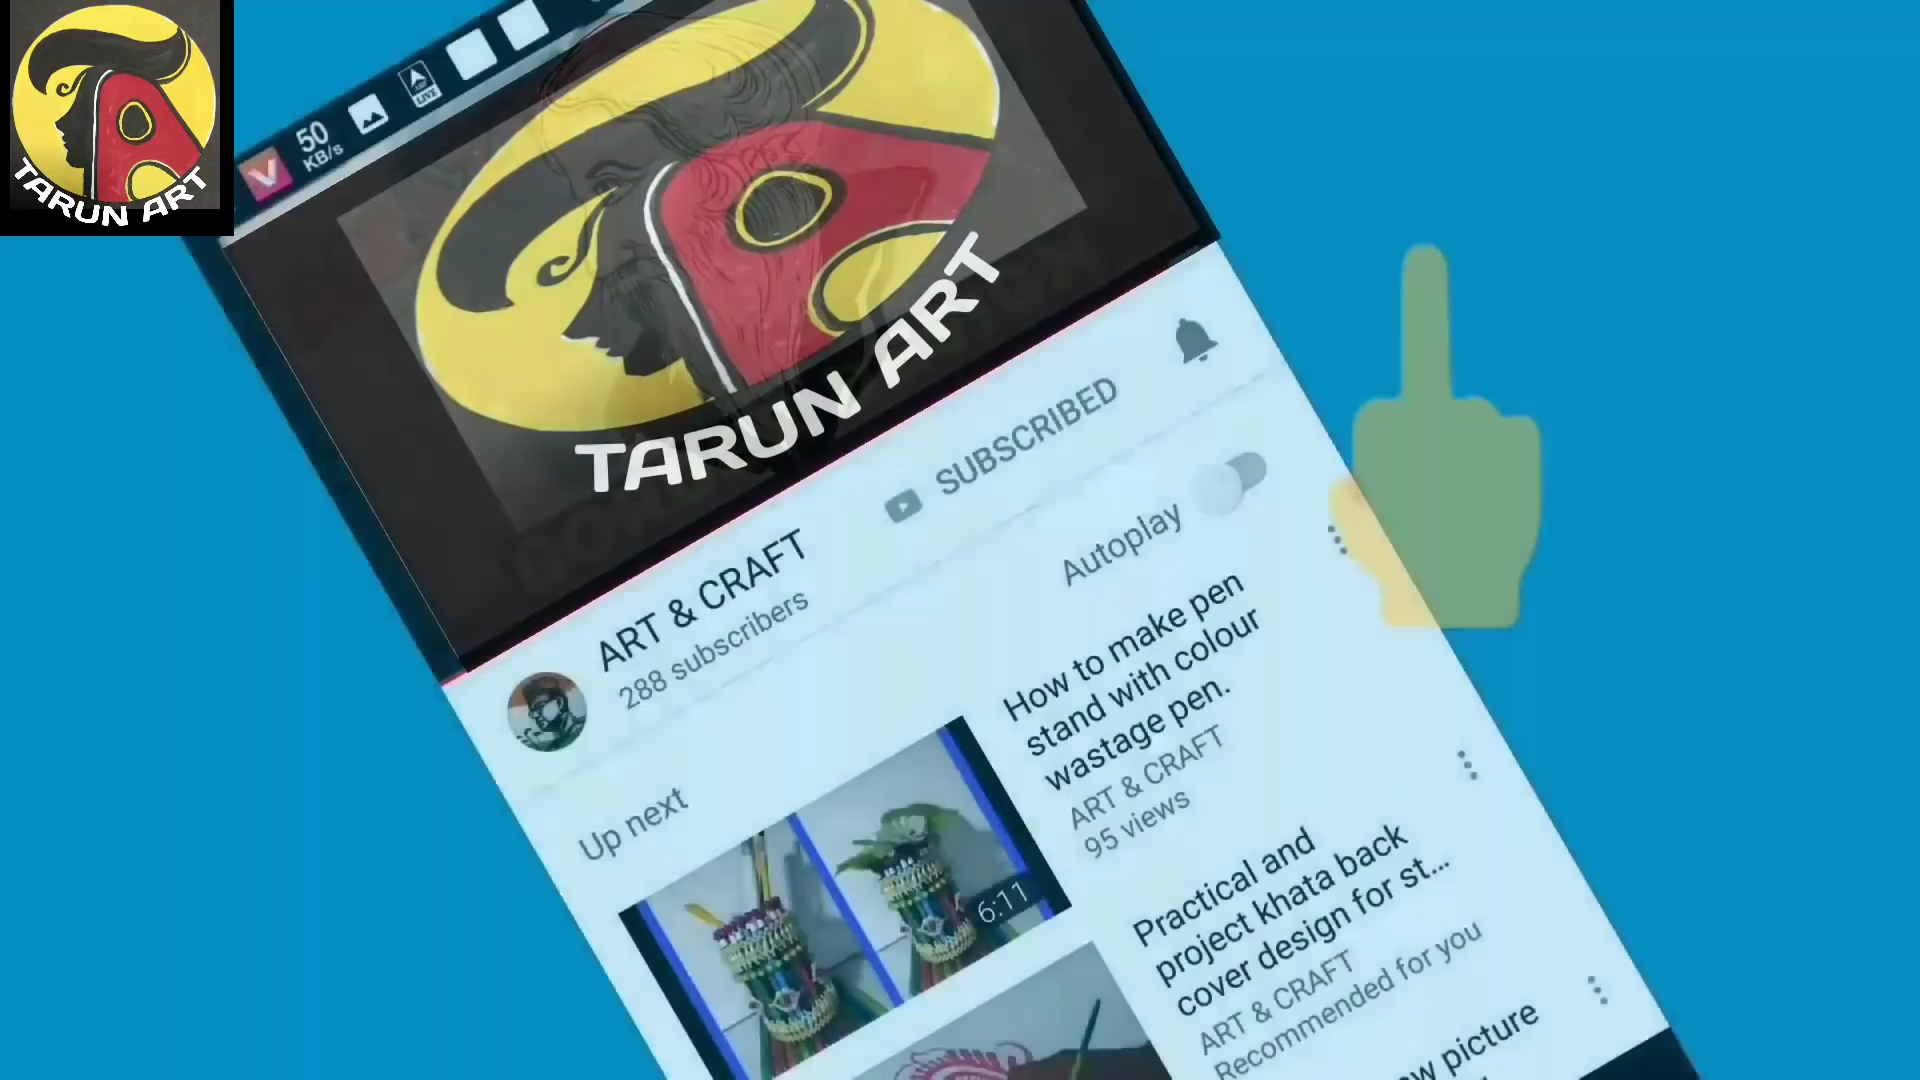 TARUN ART
50
KB/s
LIVE
TARUN ART
SUBSCRIBED
ART & CRAFT
288 subscribers
Autoplay
Up next
How to make pen
stand with colour
wastage pen.
ART & CRAFT
95 views
6:11
Practical and
project khata back
cover design for st...
ART & CRAFT
Recommended for you
picture